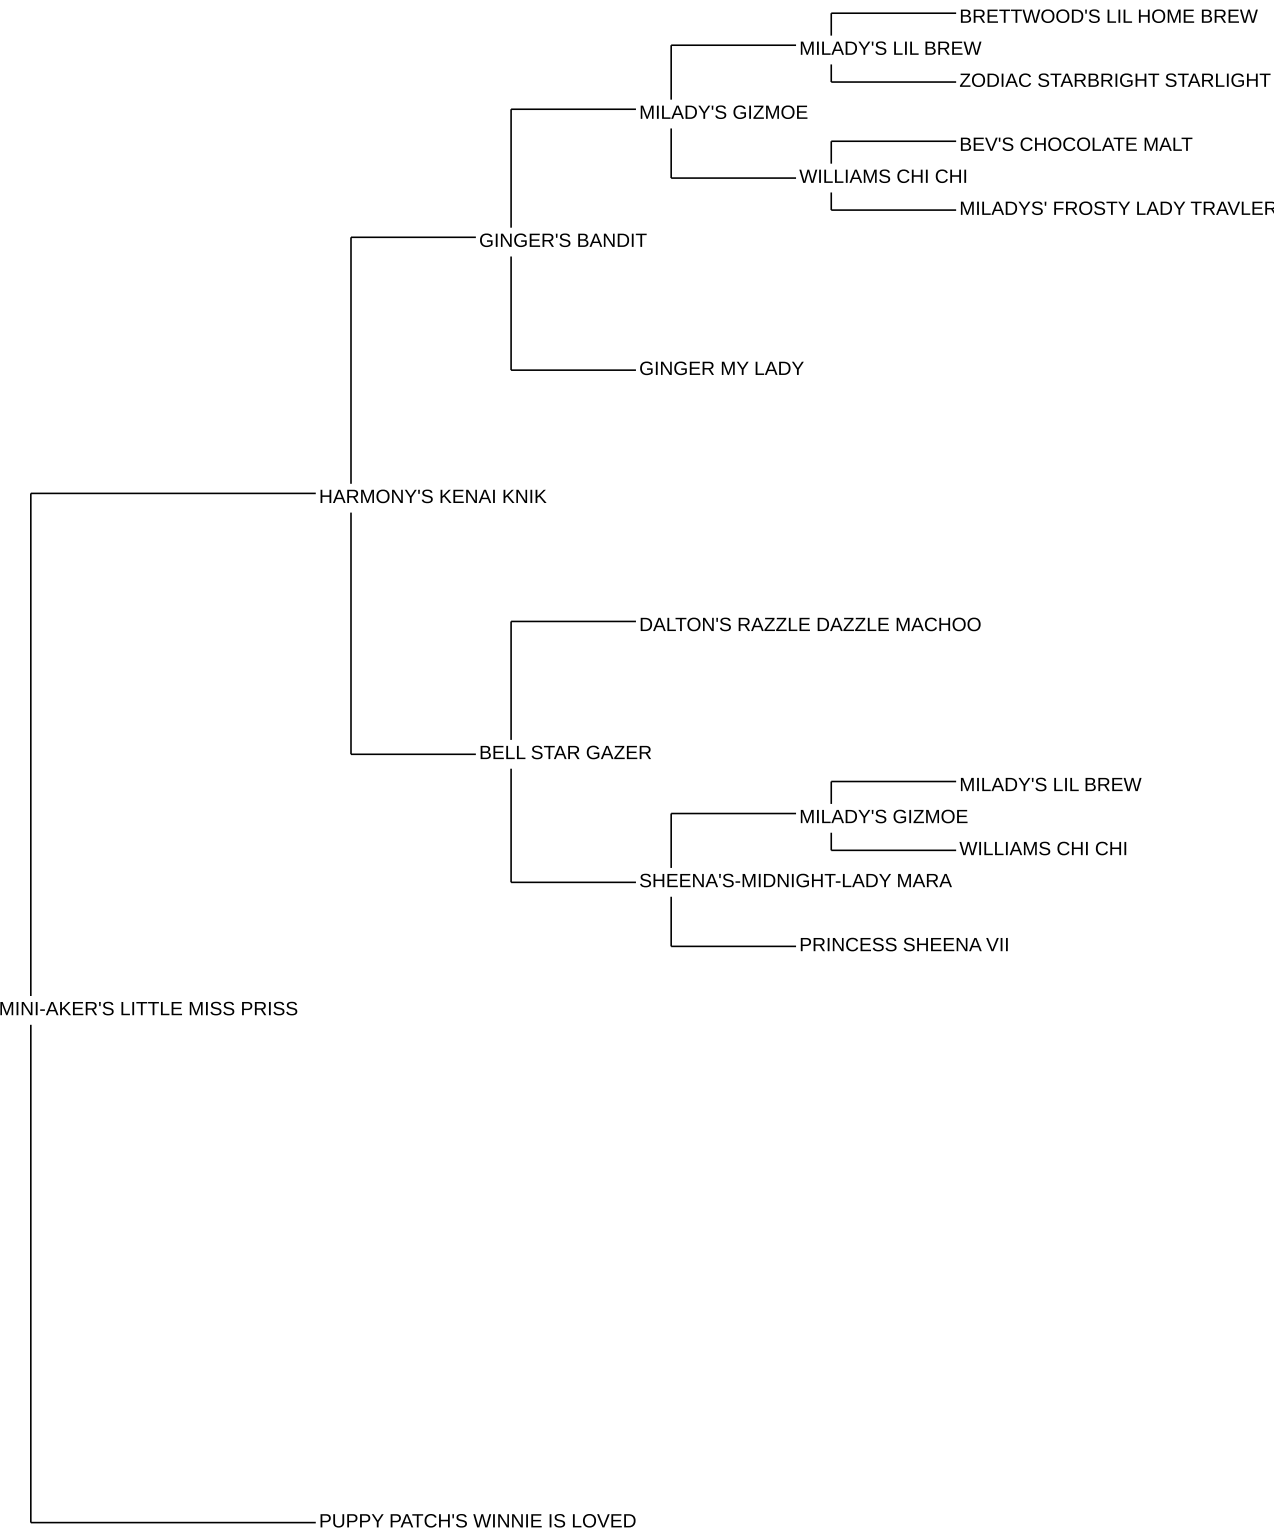 BRETTWOOD'S LIL HOME BREW
MILADY'S LIL BREW
ZODIAC STARBRIGHT STARLIGHT
MILADY'S GIZMOE
BEV'S CHOCOLATE MALT
WILLIAMS CHI CHI
MILADYS' FROSTY LADY TRAVLER
GINGER'S BANDIT
GINGER MY LADY
HARMONY'S KENAI KNIK
DALTON'S RAZZLE DAZZLE MACHOO
BELL STAR GAZER
MILADY'S LIL BREW
MILADY'S GIZMOE
WILLIAMS CHI CHI
SHEENA'S-MIDNIGHT-LADY MARA
PRINCESS SHEENA VII
MINI-AKER'S LITTLE MISS PRISS
PUPPY PATCH'S WINNIE IS LOVED